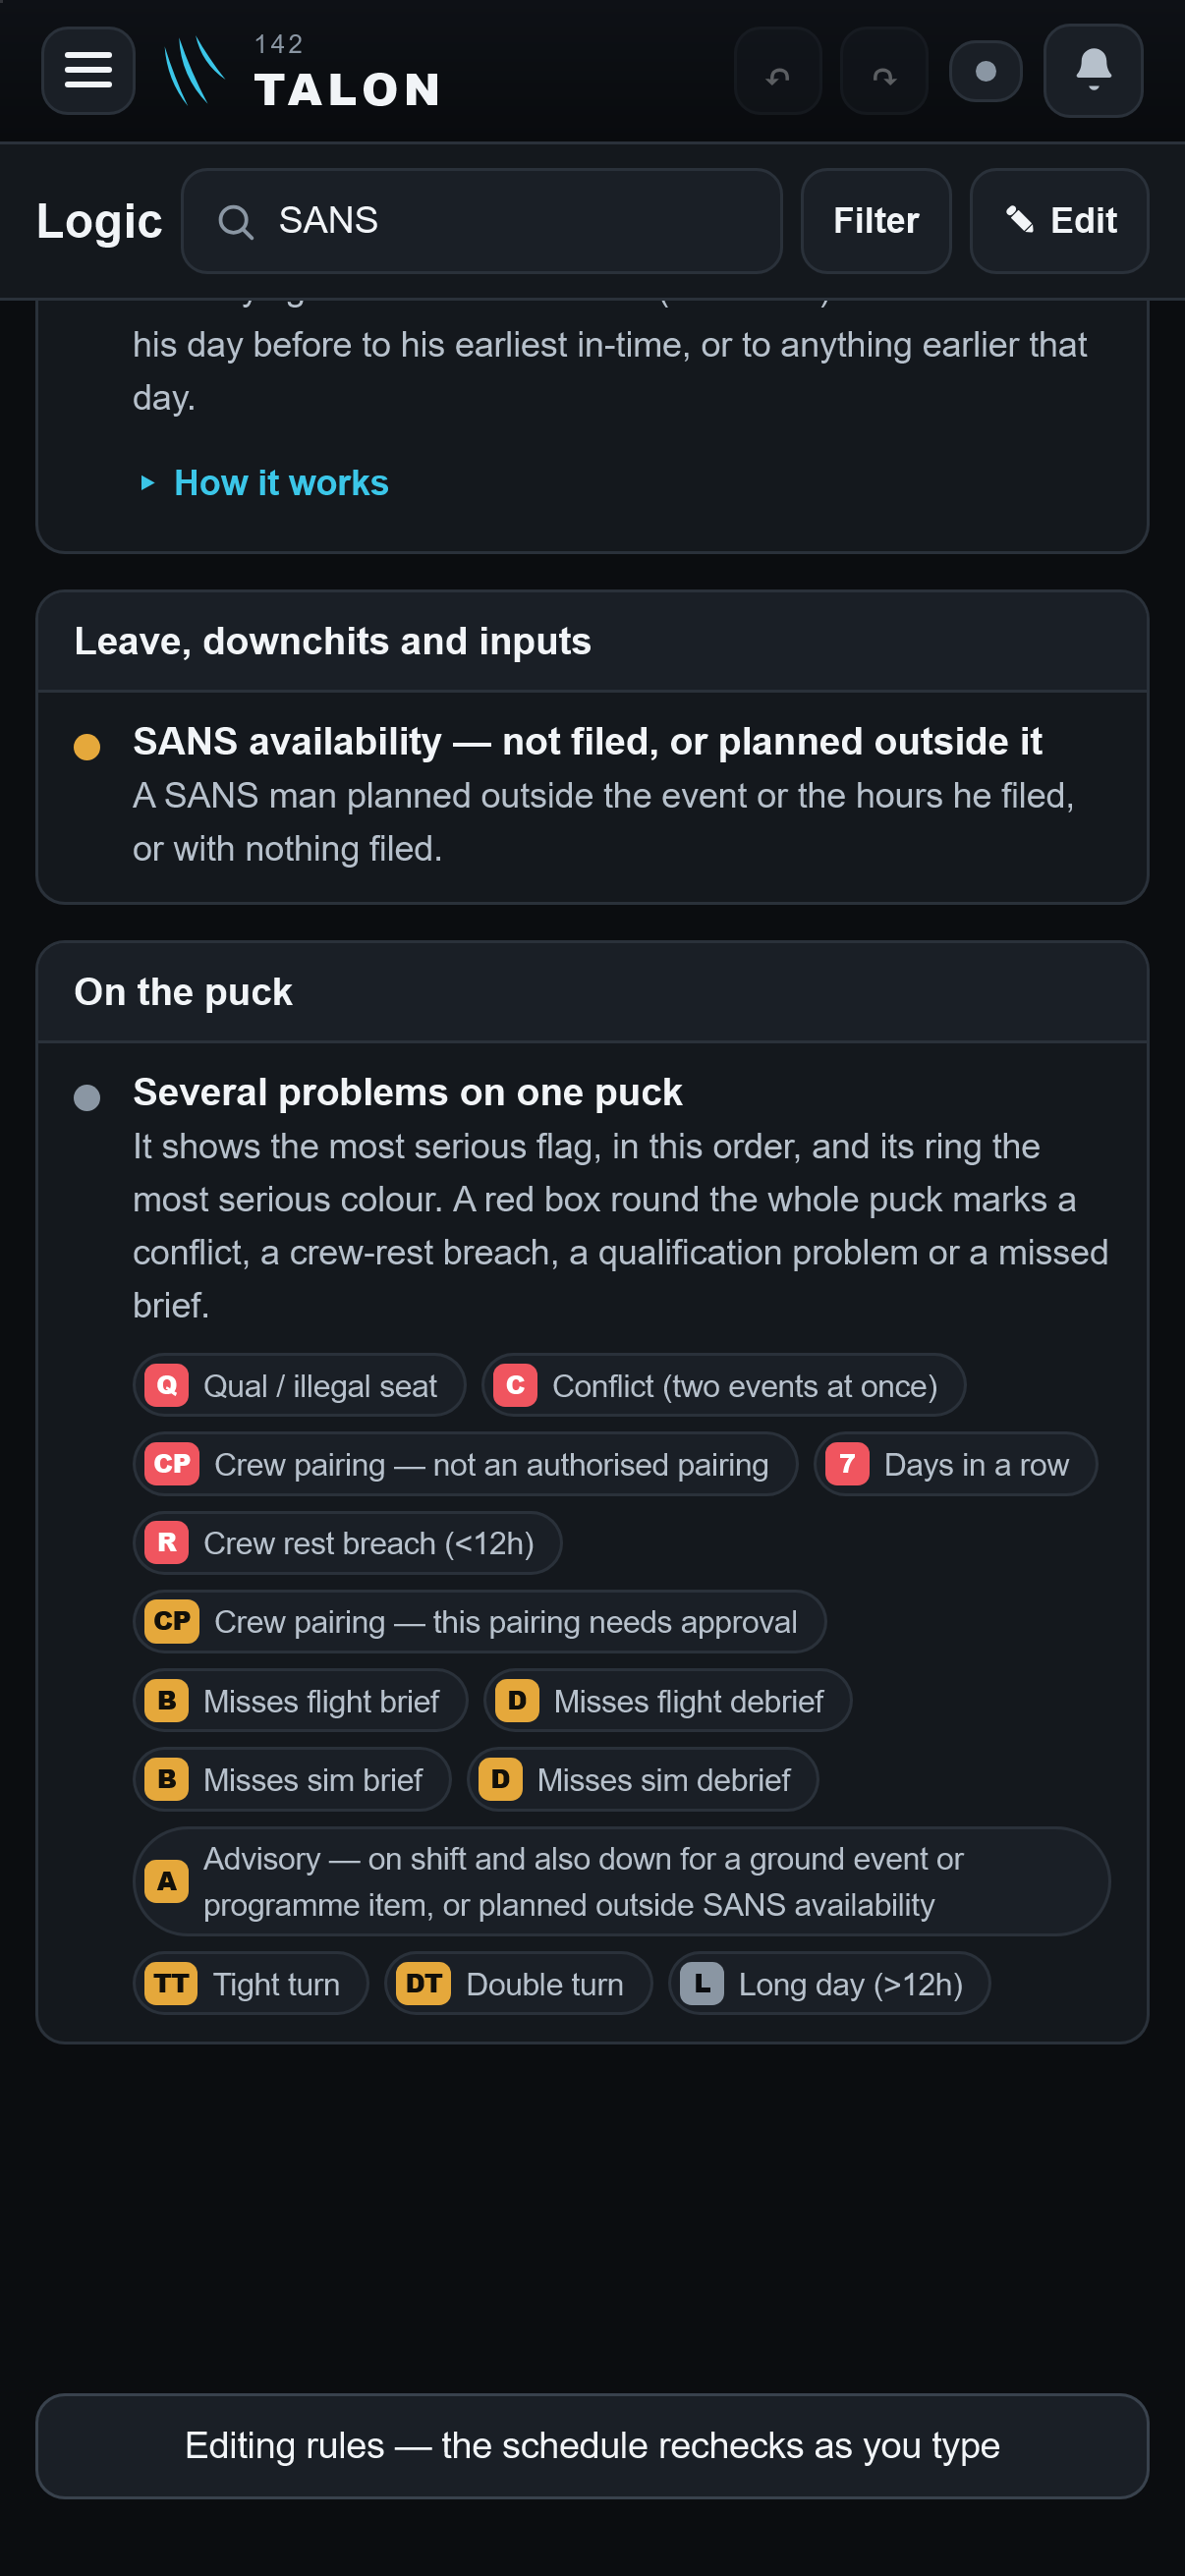 142
TALON
Logic
SANS
Filter
Edit
his day before to his earliest in-time, or to anything earlier that
day.
How it works
Leave, downchits and inputs
SANS availability — not filed, or planned outside it
A SANS man planned outside the event or the hours he filed,
or with nothing filed.
On the puck
Several problems on one puck
It shows the most serious flag, in this order, and its ring the
most serious colour. A red box round the whole puck marks a
conflict, a crew-rest breach, a qualification problem or a missed
brief.
Q Qual / illegal seat C Conflict (two events at once)
CP Crew pairing — not an authorised pairing 7 Days in a row
R Crew rest breach (<12h)
CP Crew pairing — this pairing needs approval
B Misses flight brief D Misses flight debrief
B Misses sim brief D Misses sim debrief
A Advisory — on shift and also down for a ground event or
programme item, or planned outside SANS availability
TT Tight turn DT Double turn L Long day (>12h)
Editing rules — the schedule rechecks as you type